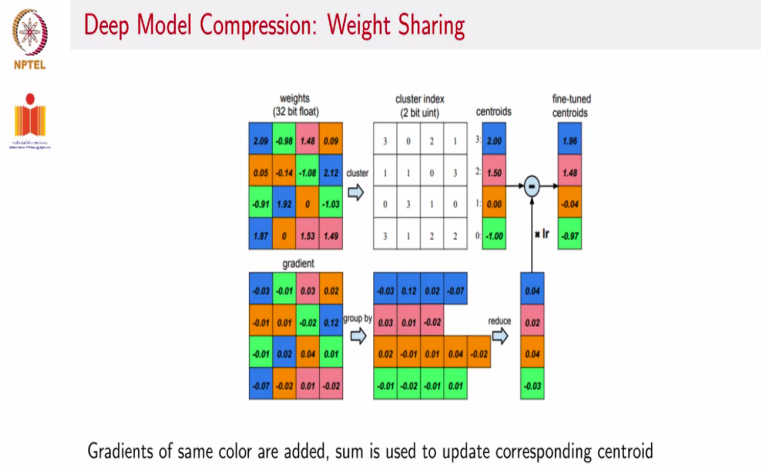 Deep Model Compression: Weight Sharing
NPTEL
weights
(32 bit float)
cluster index
(2 bit uint)
centroids
fine-tuned
centroids
2.09 -0.98 1.48 0.09
0.05 -0.14 -1.08 2.12
-0.91 1.92 0 -1.03
1.87 0 1.53 1.49
cluster
3 0 2 1
1 1 0 3
0 3 1 0
3 1 2 2
3: 2.00
2: 1.50
1: 0.00
0: -1.00
1.96
1.48
-0.04
-0.97
× lr
gradient
-0.03 -0.01 0.03 0.02
-0.01 0.01 -0.02 0.12
-0.01 0.02 0.04 0.01
-0.07 -0.02 0.01 -0.02
group by
-0.03 0.12 0.02 -0.07
0.03 0.01 -0.02
0.02 -0.01 0.01 0.04 -0.02
-0.01 -0.02 -0.01 0.01
reduce
0.04
0.02
0.04
-0.03
Gradients of same color are added, sum is used to update corresponding centroid